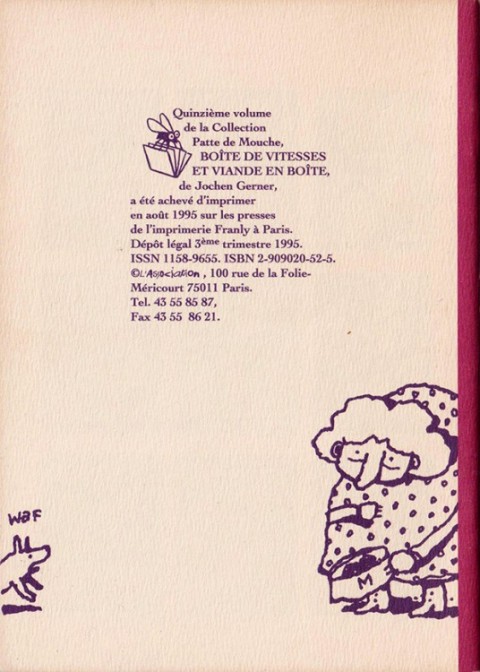 Quinzième volume
de la Collection
Patte de Mouche,
BOÎTE DE VITESSES
ET VIANDE EN BOÎTE,
de Jochen Gerner,
a été achevé d'imprimer
en août 1995 sur les presses
de l'imprimerie Franly à Paris.
Dépôt légal 3ème trimestre 1995.
ISSN 1158-9655. ISBN 2-909020-52-5.
©L'Association, 100 rue de la Folie-
Méricourt 75011 Paris.
Tel. 43 55 85 87,
Fax 43 55 86 21.
waf
M